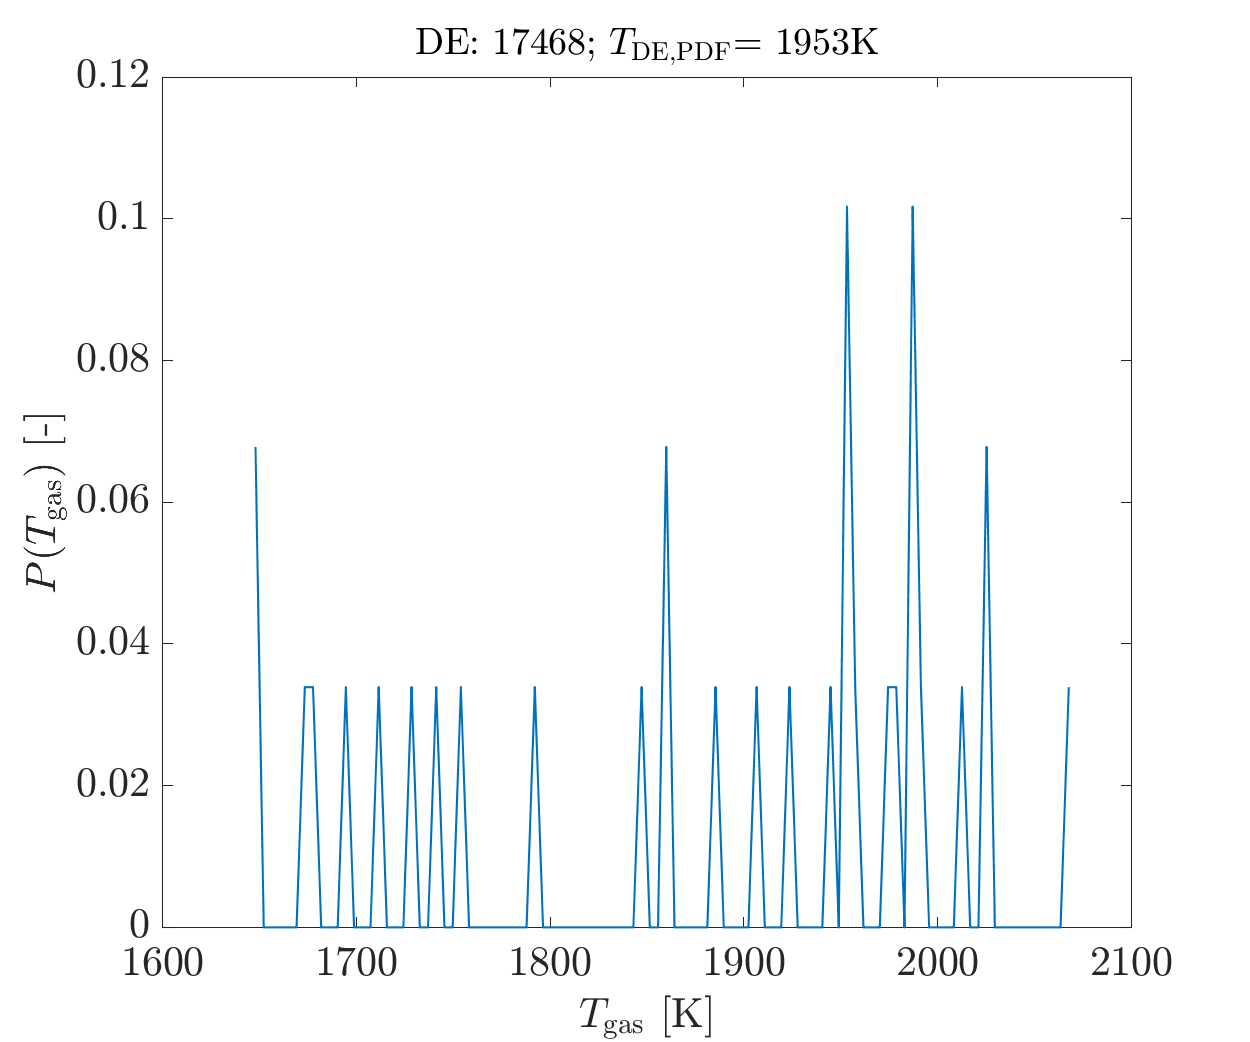 DE: 17468; T_DE,PDF= 1953K
0.12
0.1
0.08
0.06
0.04
0.02
0
P(T_gas) [-]
1600 1700 1800 1900 2000 2100
T_gas [K]